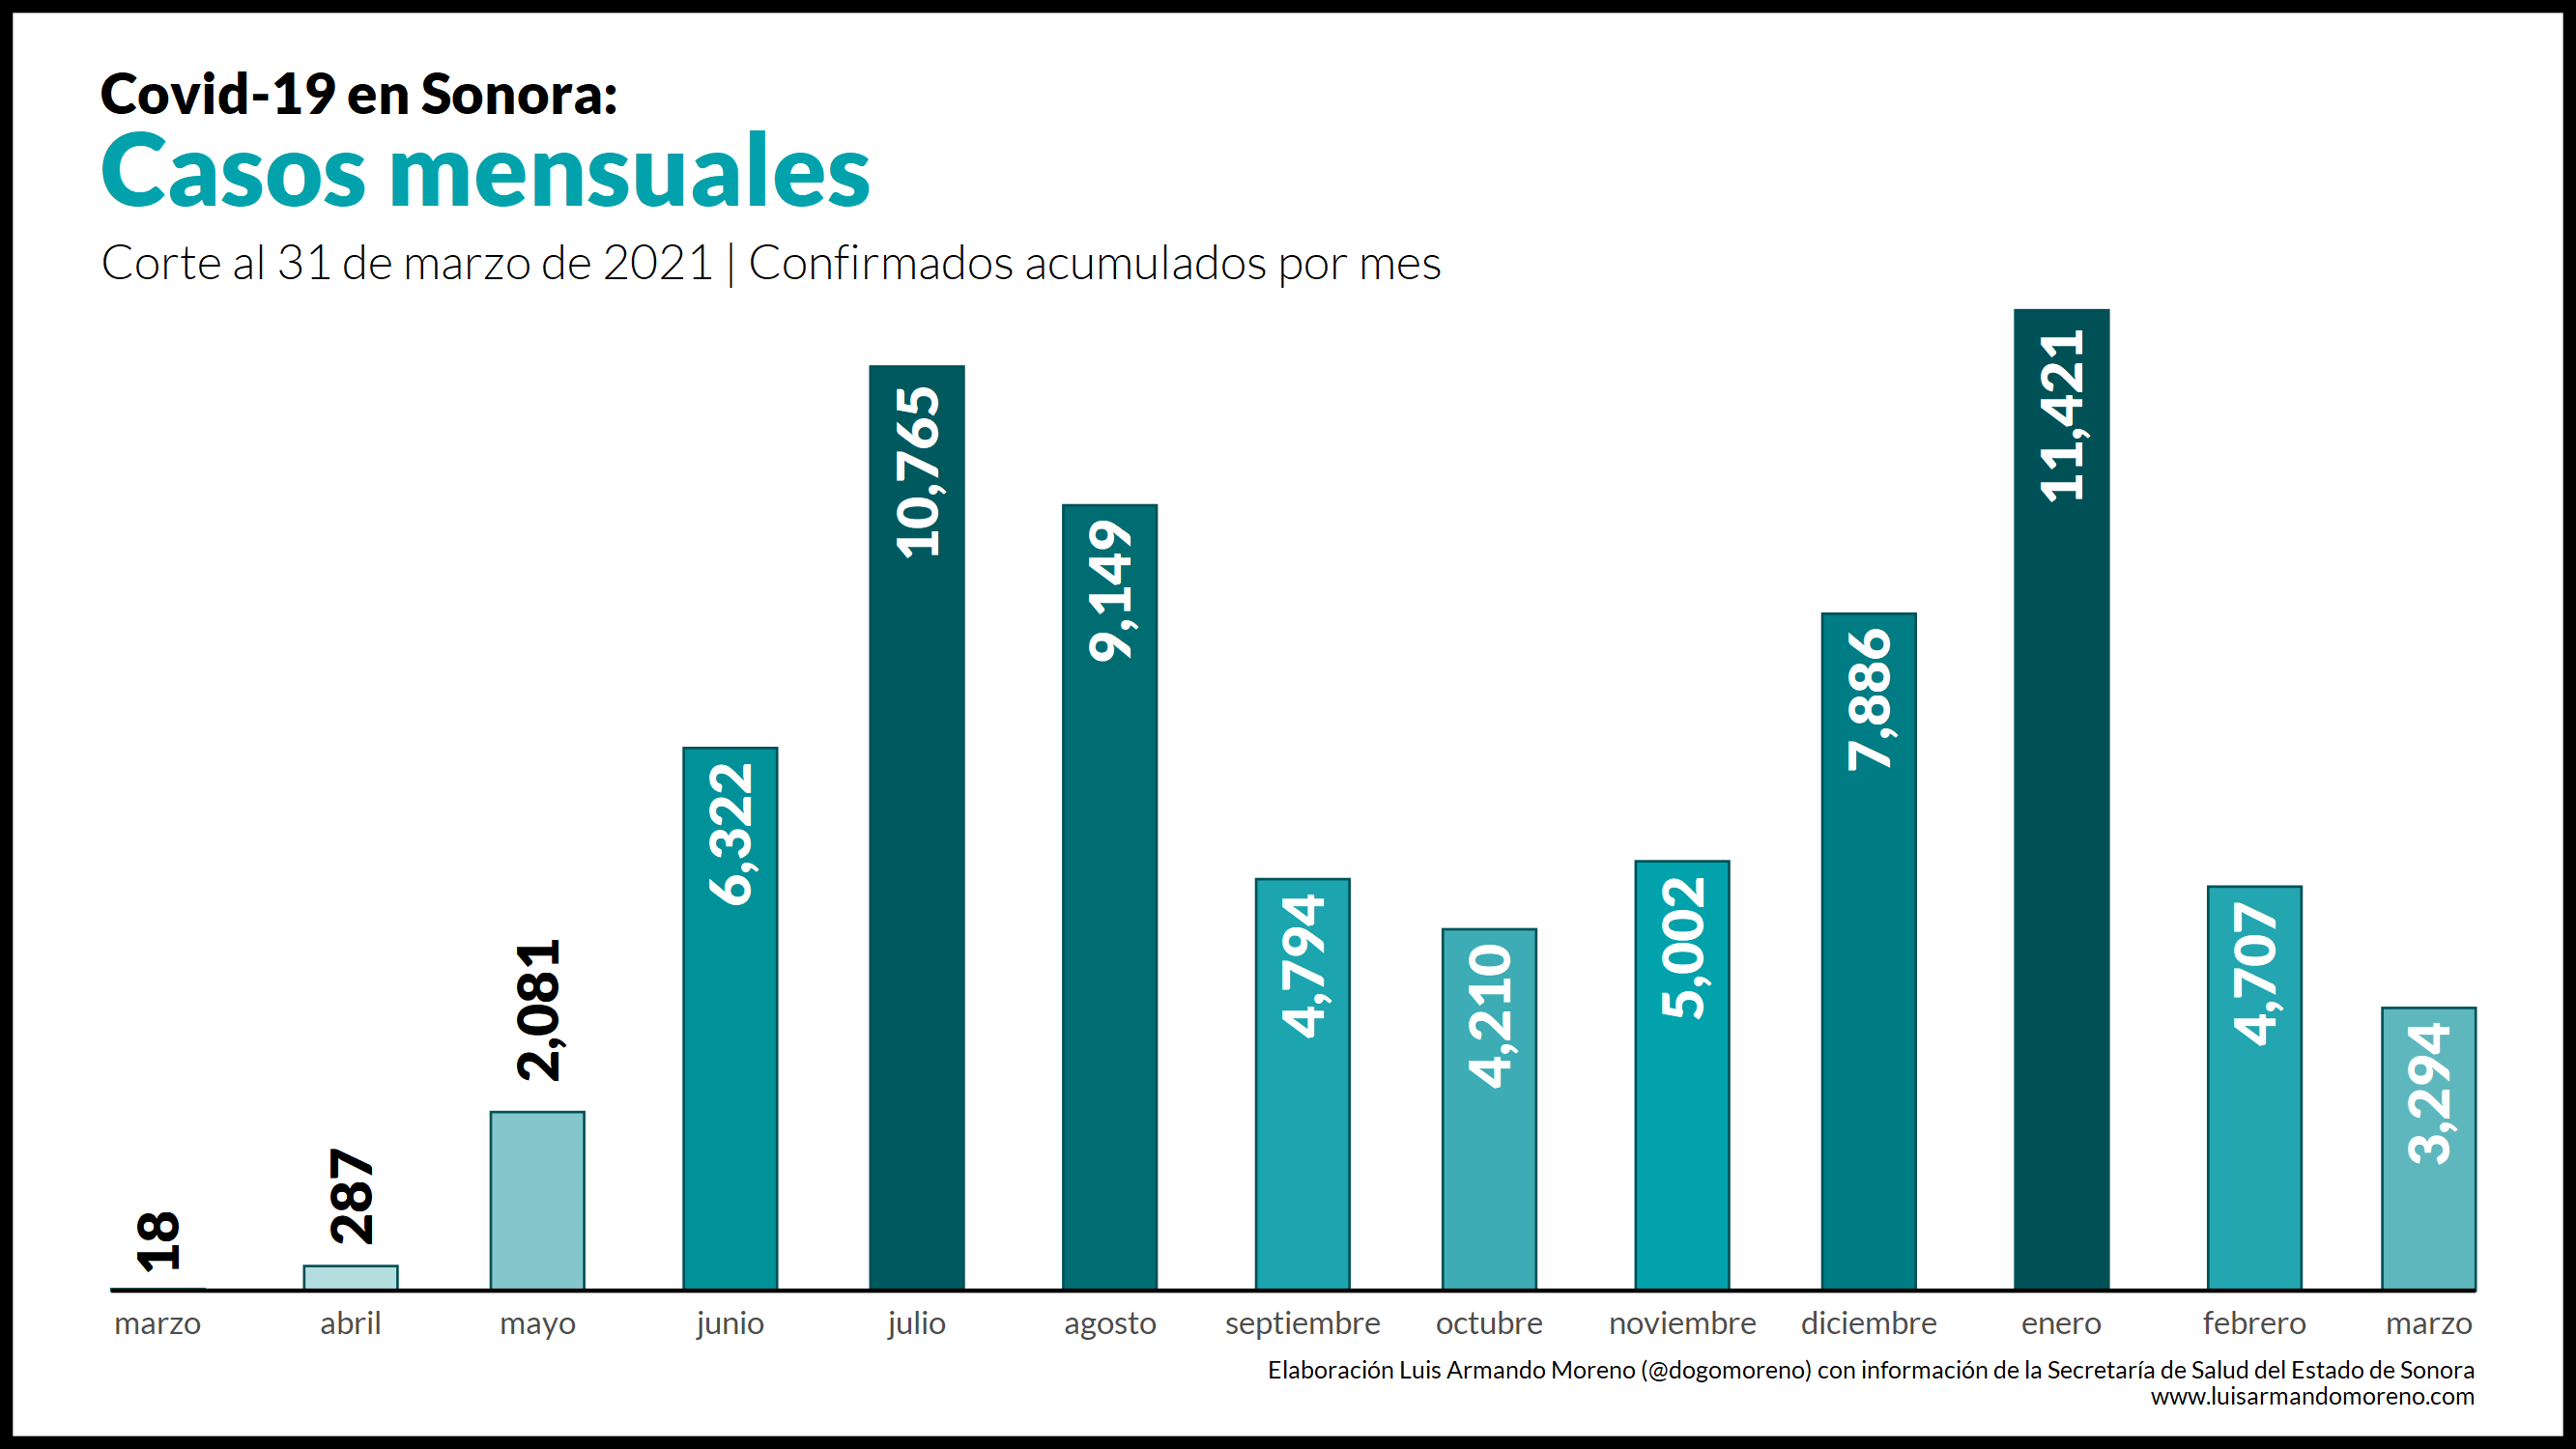 Covid-19 en Sonora:
Casos mensuales
Corte al 31 de marzo de 2021 | Confirmados acumulados por mes
18
287
2,081
6,322
10,765
9,149
4,794
4,210
5,002
7,886
11,421
4,707
3,294
marzo abril mayo junio julio agosto septiembre octubre noviembre diciembre enero febrero marzo
Elaboración Luis Armando Moreno (@dogomoreno) con información de la Secretaría de Salud del Estado de Sonora
www.luisarmandomoreno.com